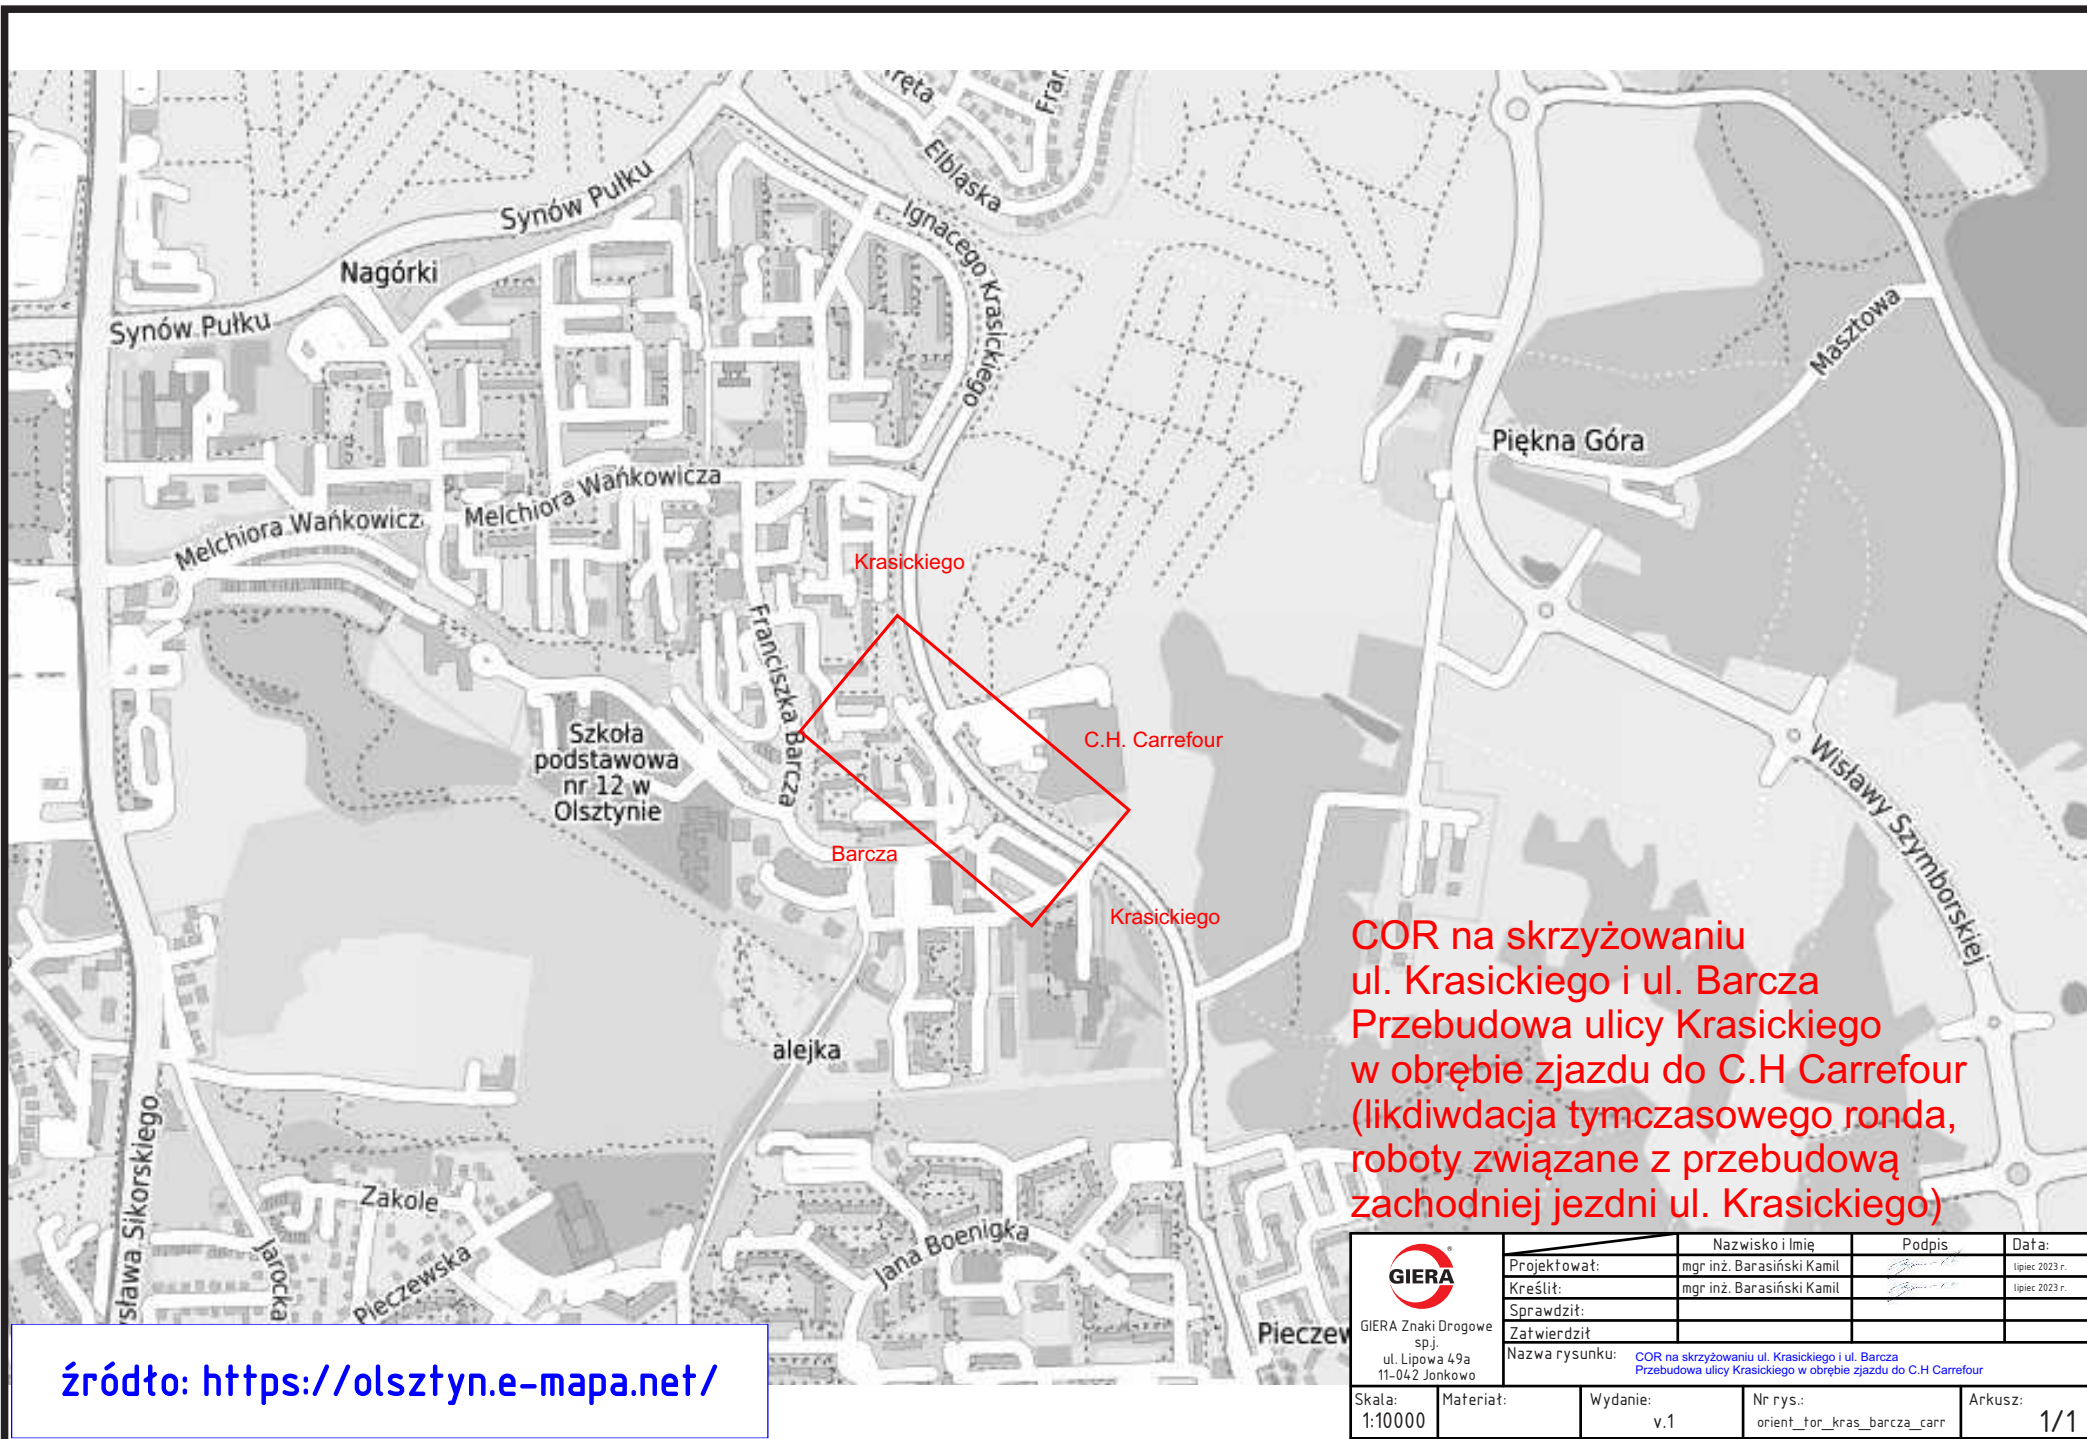 ręta
Fran
Elbląska
Synów Pułku
Ignacego Krasickiego
Nagórki
Synów Pułku
Masztowa
Piękna Góra
Melchiora Wańkowicza
Melchiora Wańkowicz
Krasickiego
Franciszka Barcza
C.H. Carrefour
Szkoła
podstawowa
nr 12 w
Olsztynie
Wisławy Szymborskiej
Barcza
Krasickiego
COR na skrzyżowaniu
ul. Krasickiego i ul. Barcza
Przebudowa ulicy Krasickiego
w obrębie zjazdu do C.H Carrefour
(likdiwdacja tymczasowego ronda,
roboty związane z przebudową
zachodniej jezdni ul. Krasickiego)
alejka
ysława Sikorskiego
Zakole
Jarocka
Pieczewska
Jana Boenigka
Pieczew
źródło: https://olsztyn.e-mapa.net/
GIERA
GIERA Znaki Drogowe
sp.j.
ul. Lipowa 49a
11-042 Jonkowo
Nazwisko i Imię Podpis Data:
Projektował: mgr inż. Barasiński Kamil lipiec 2023 r.
Kreślił: mgr inż. Barasiński Kamil lipiec 2023 r.
Sprawdził:
Zatwierdził
Nazwa rysunku: COR na skrzyżowaniu ul. Krasickiego i ul. Barcza
Przebudowa ulicy Krasickiego w obrębie zjazdu do C.H Carrefour
Skala: Materiał: Wydanie: Nr rys.: Arkusz:
1:10000 v.1 orient_tor_kras_barcza_carr 1/1